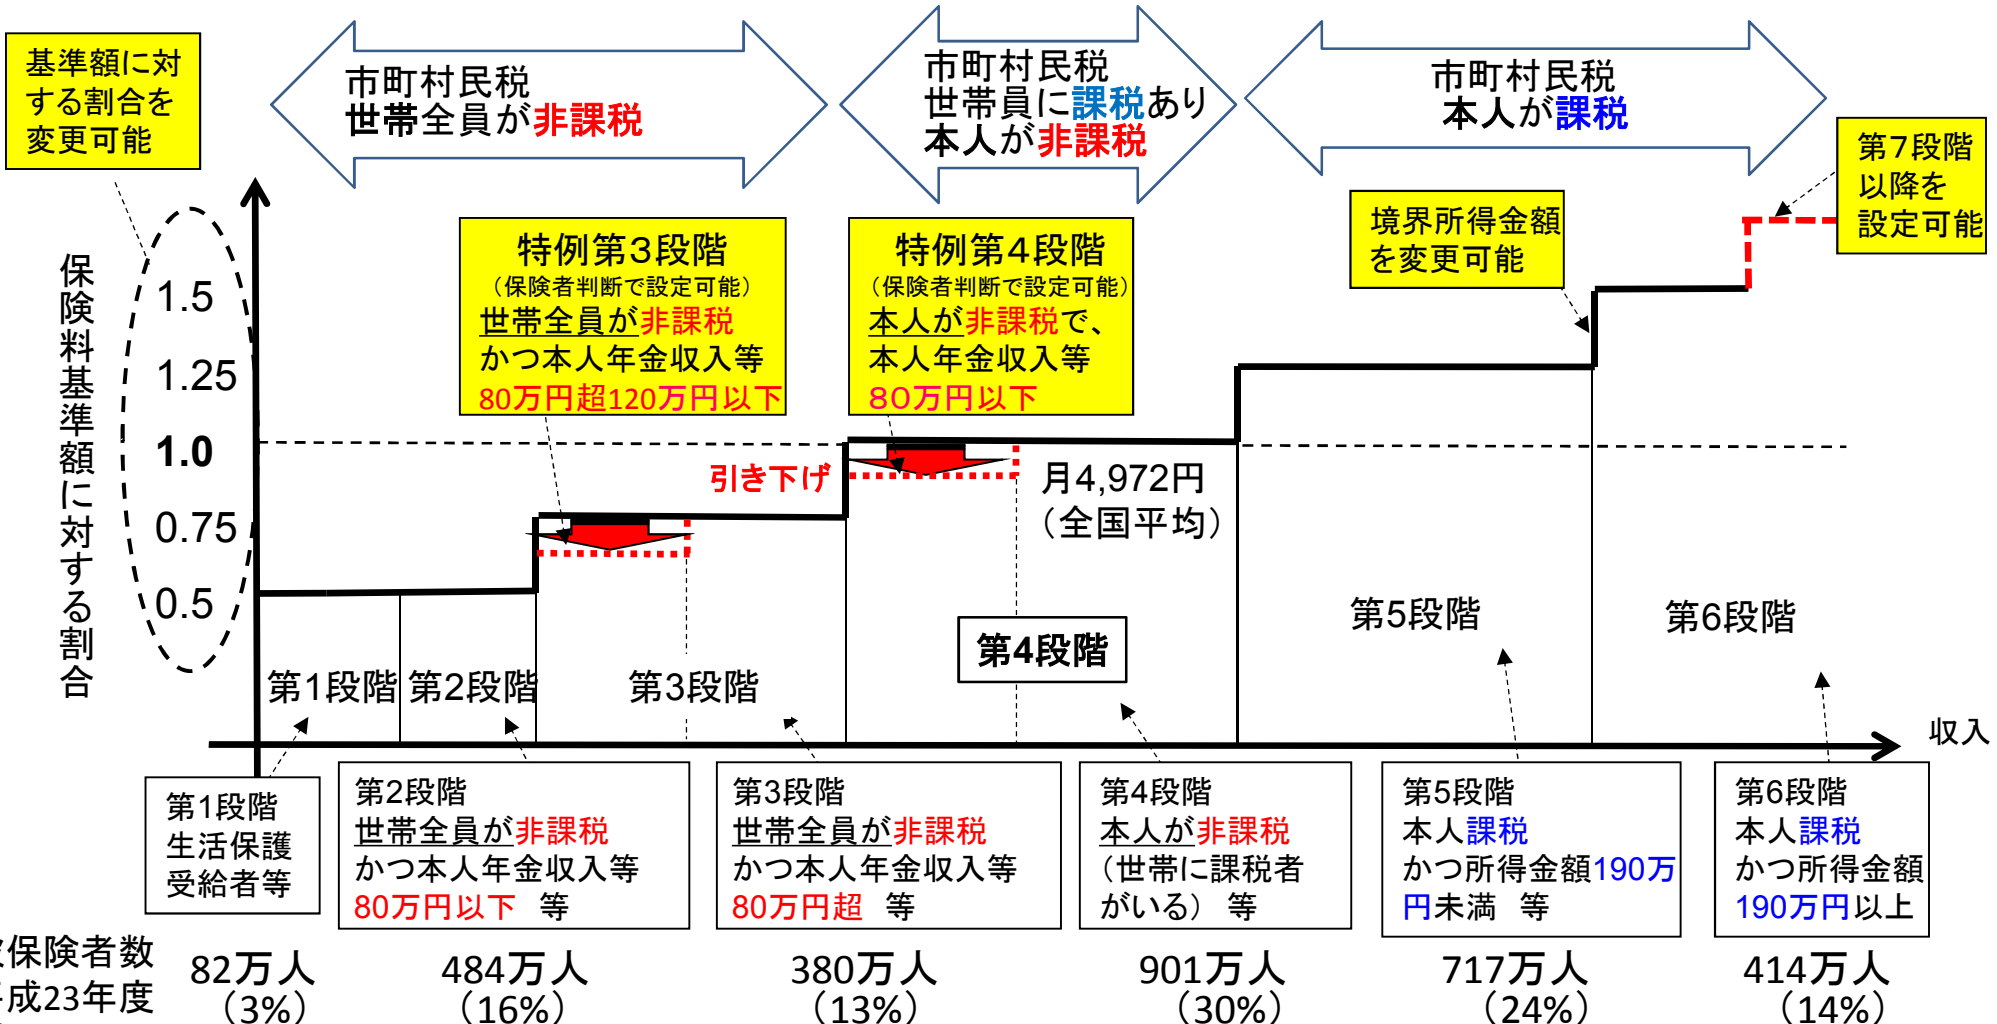 基準額に対
する割合を
変更可能
市町村民税
世帯全員が非課税
市町村民税
世帯員に課税あり
本人が非課税
市町村民税
本人が課税
第7段階
以降を
設定可能
境界所得金額
を変更可能
特例第3段階
（保険者判断で設定可能）
世帯全員が非課税
かつ本人年金収入等
80万円超120万円以下
特例第4段階
（保険者判断で設定可能）
本人が非課税で、
本人年金収入等
80万円以下
保険料基準額に対する割合
1.5
1.25
1.0
0.75
0.5
引き下げ
月4,972円
（全国平均）
第1段階
第2段階
第3段階
第4段階
第5段階
第6段階
収入
第1段階
生活保護
受給者等
第2段階
世帯全員が非課税
かつ本人年金収入等
80万円以下 等
第3段階
世帯全員が非課税
かつ本人年金収入等
80万円超 等
第4段階
本人が非課税
（世帯に課税者
がいる） 等
第5段階
本人課税
かつ所得金額190万
円未満 等
第6段階
本人課税
かつ所得金額
190万円以上
保険者数
成23年度
82万人
（3%）
484万人
（16%）
380万人
（13%）
901万人
（30%）
717万人
（24%）
414万人
（14%）